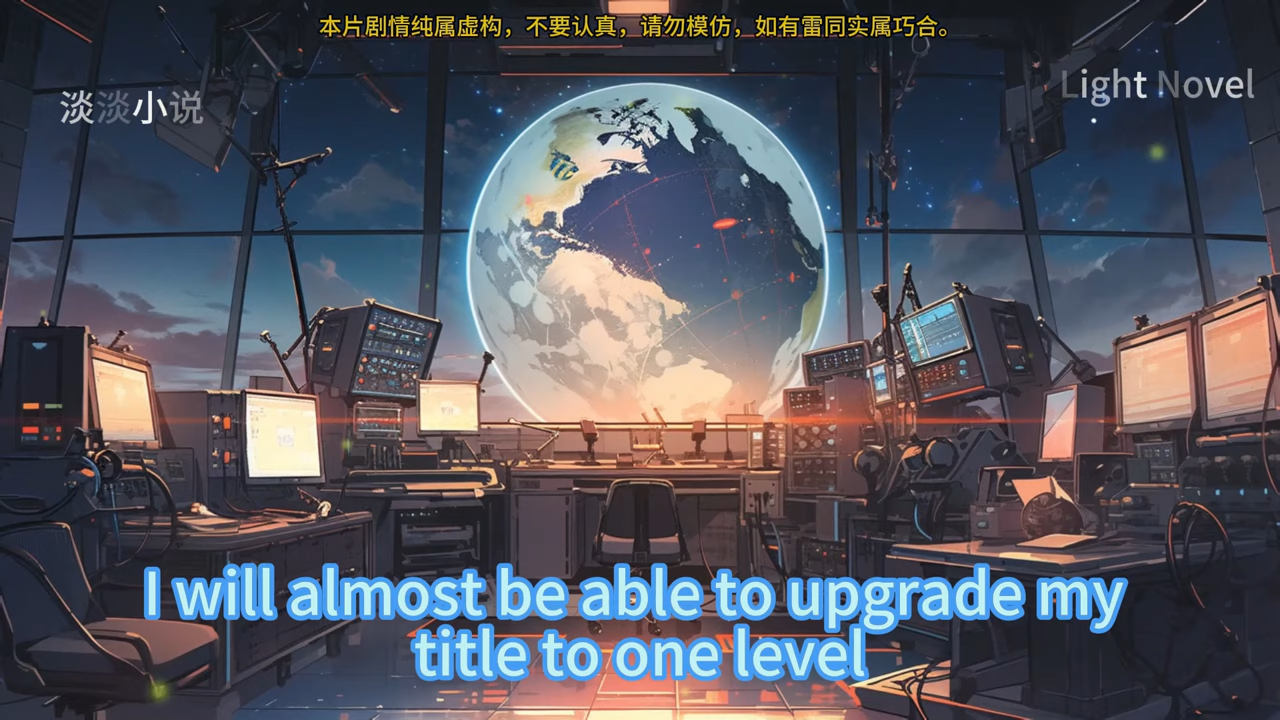 本片剧情纯属虚构，不要认真，请勿模仿，如有雷同实属巧合。
淡淡小说
Light Novel
I will almost be able to upgrade my
title to one level